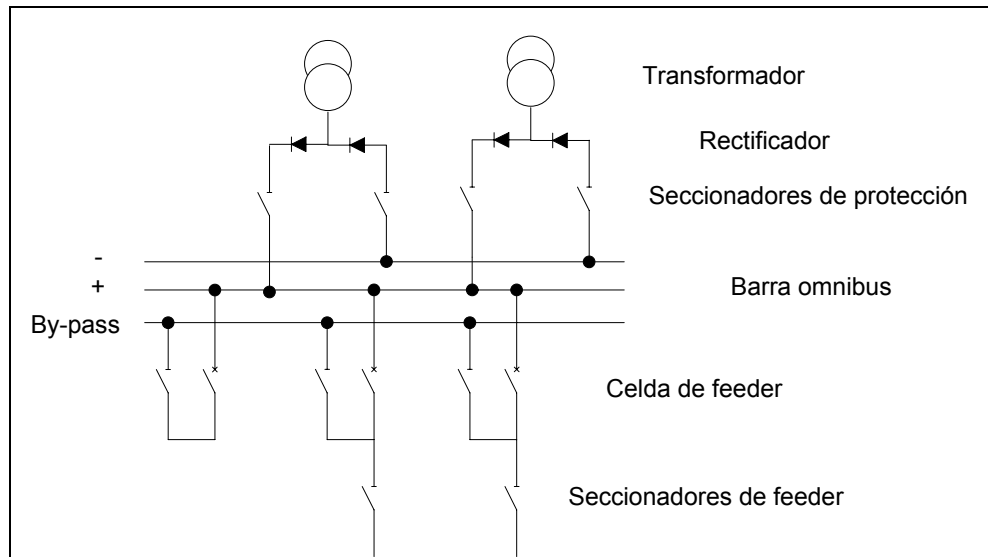 Transformador
Rectificador
Seccionadores de protección
-
+
Barra omnibus
By-pass
Celda de feeder
Seccionadores de feeder